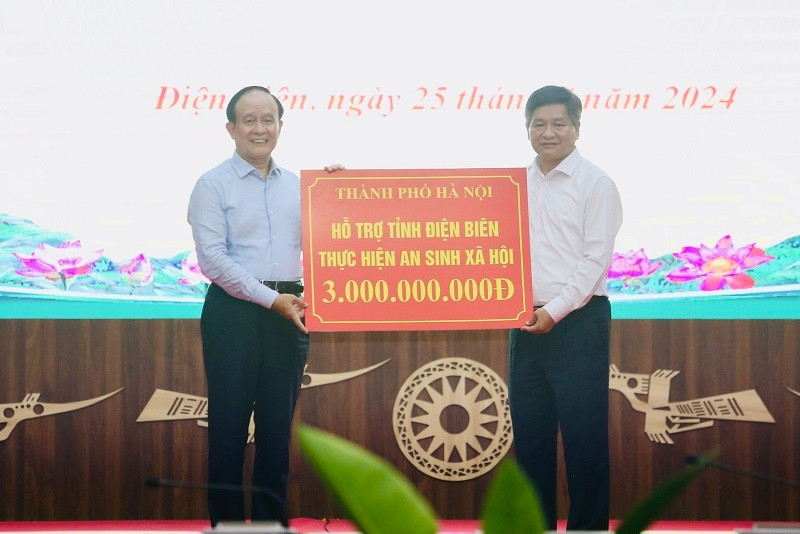 Điện ngày 25 năm 2024
THÀNH PHỐ HÀ NỘI
HỖ TRỢ TỈNH ĐIỆN BIÊN
THỰC HIỆN AN SINH XÃ HỘI
3.000.000.000Đ